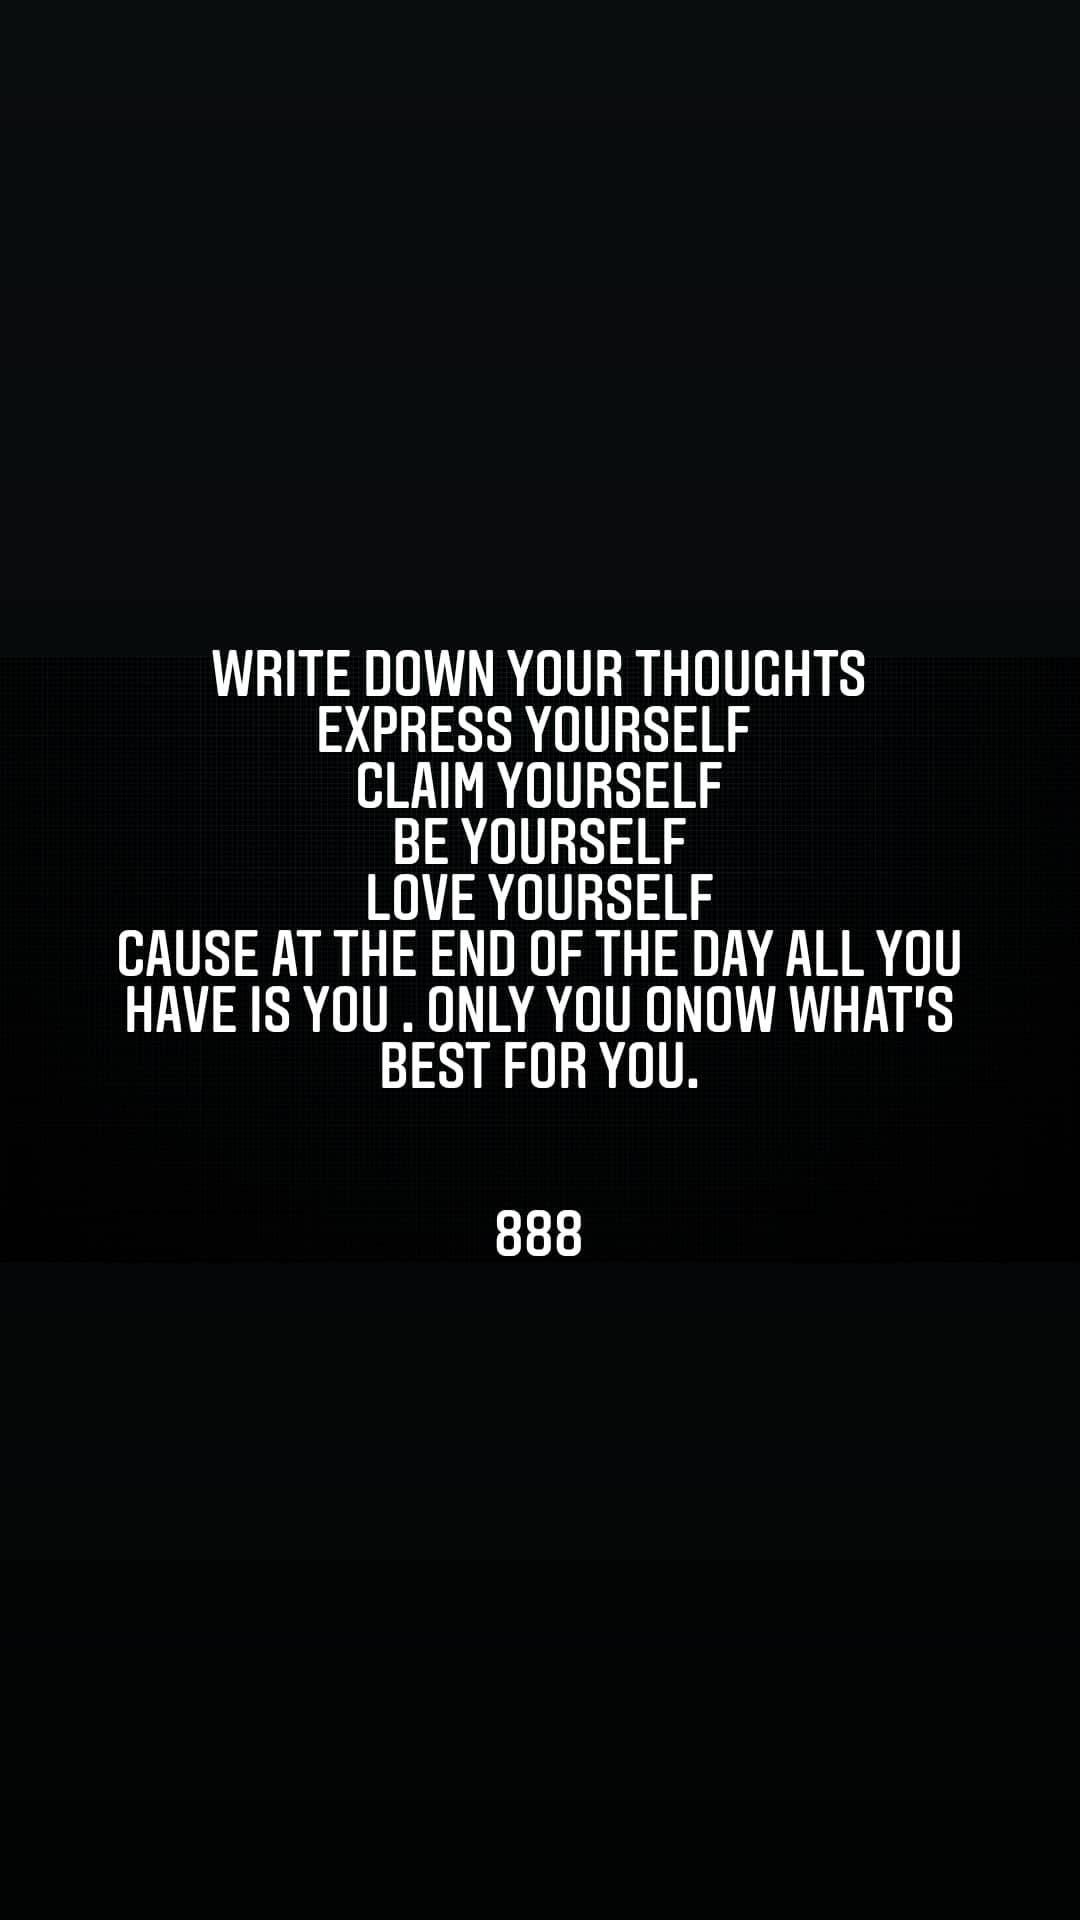 WRITE DOWN YOUR THOUGHTS
EXPRESS YOURSELF
CLAIM YOURSELF
BE YOURSELF
LOVE YOURSELF
CAUSE AT THE END OF THE DAY ALL YOU
HAVE IS YOU . ONLY YOU ONOW WHAT'S
BEST FOR YOU.
888